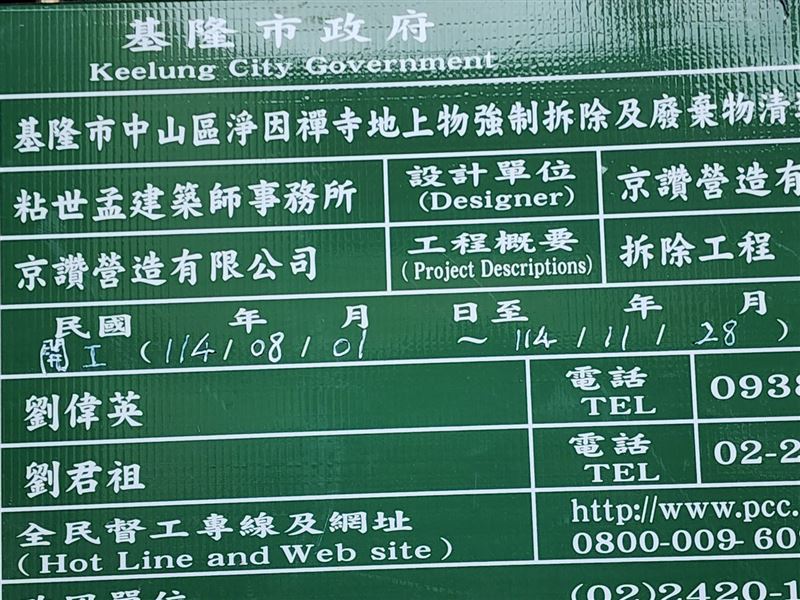 基隆市政府
Keelung City Government
基隆市中山區淨因禪寺地上物強制拆除及廢棄物清
粘世孟建築師事務所 設計單位 (Designer) 京讚營造有
京讚營造有限公司 工程概要 (Project Descriptions) 拆除工程
民國 年 月 日至 年 月
開工 (114/08/01 ~ 114/11/28)
劉偉英 電話 TEL 0938
劉君祖 電話 TEL 02-2
全民督工專線及網址 http://www.pcc.
(Hot Line and Web site) 0800-009-609
(02)2420-1